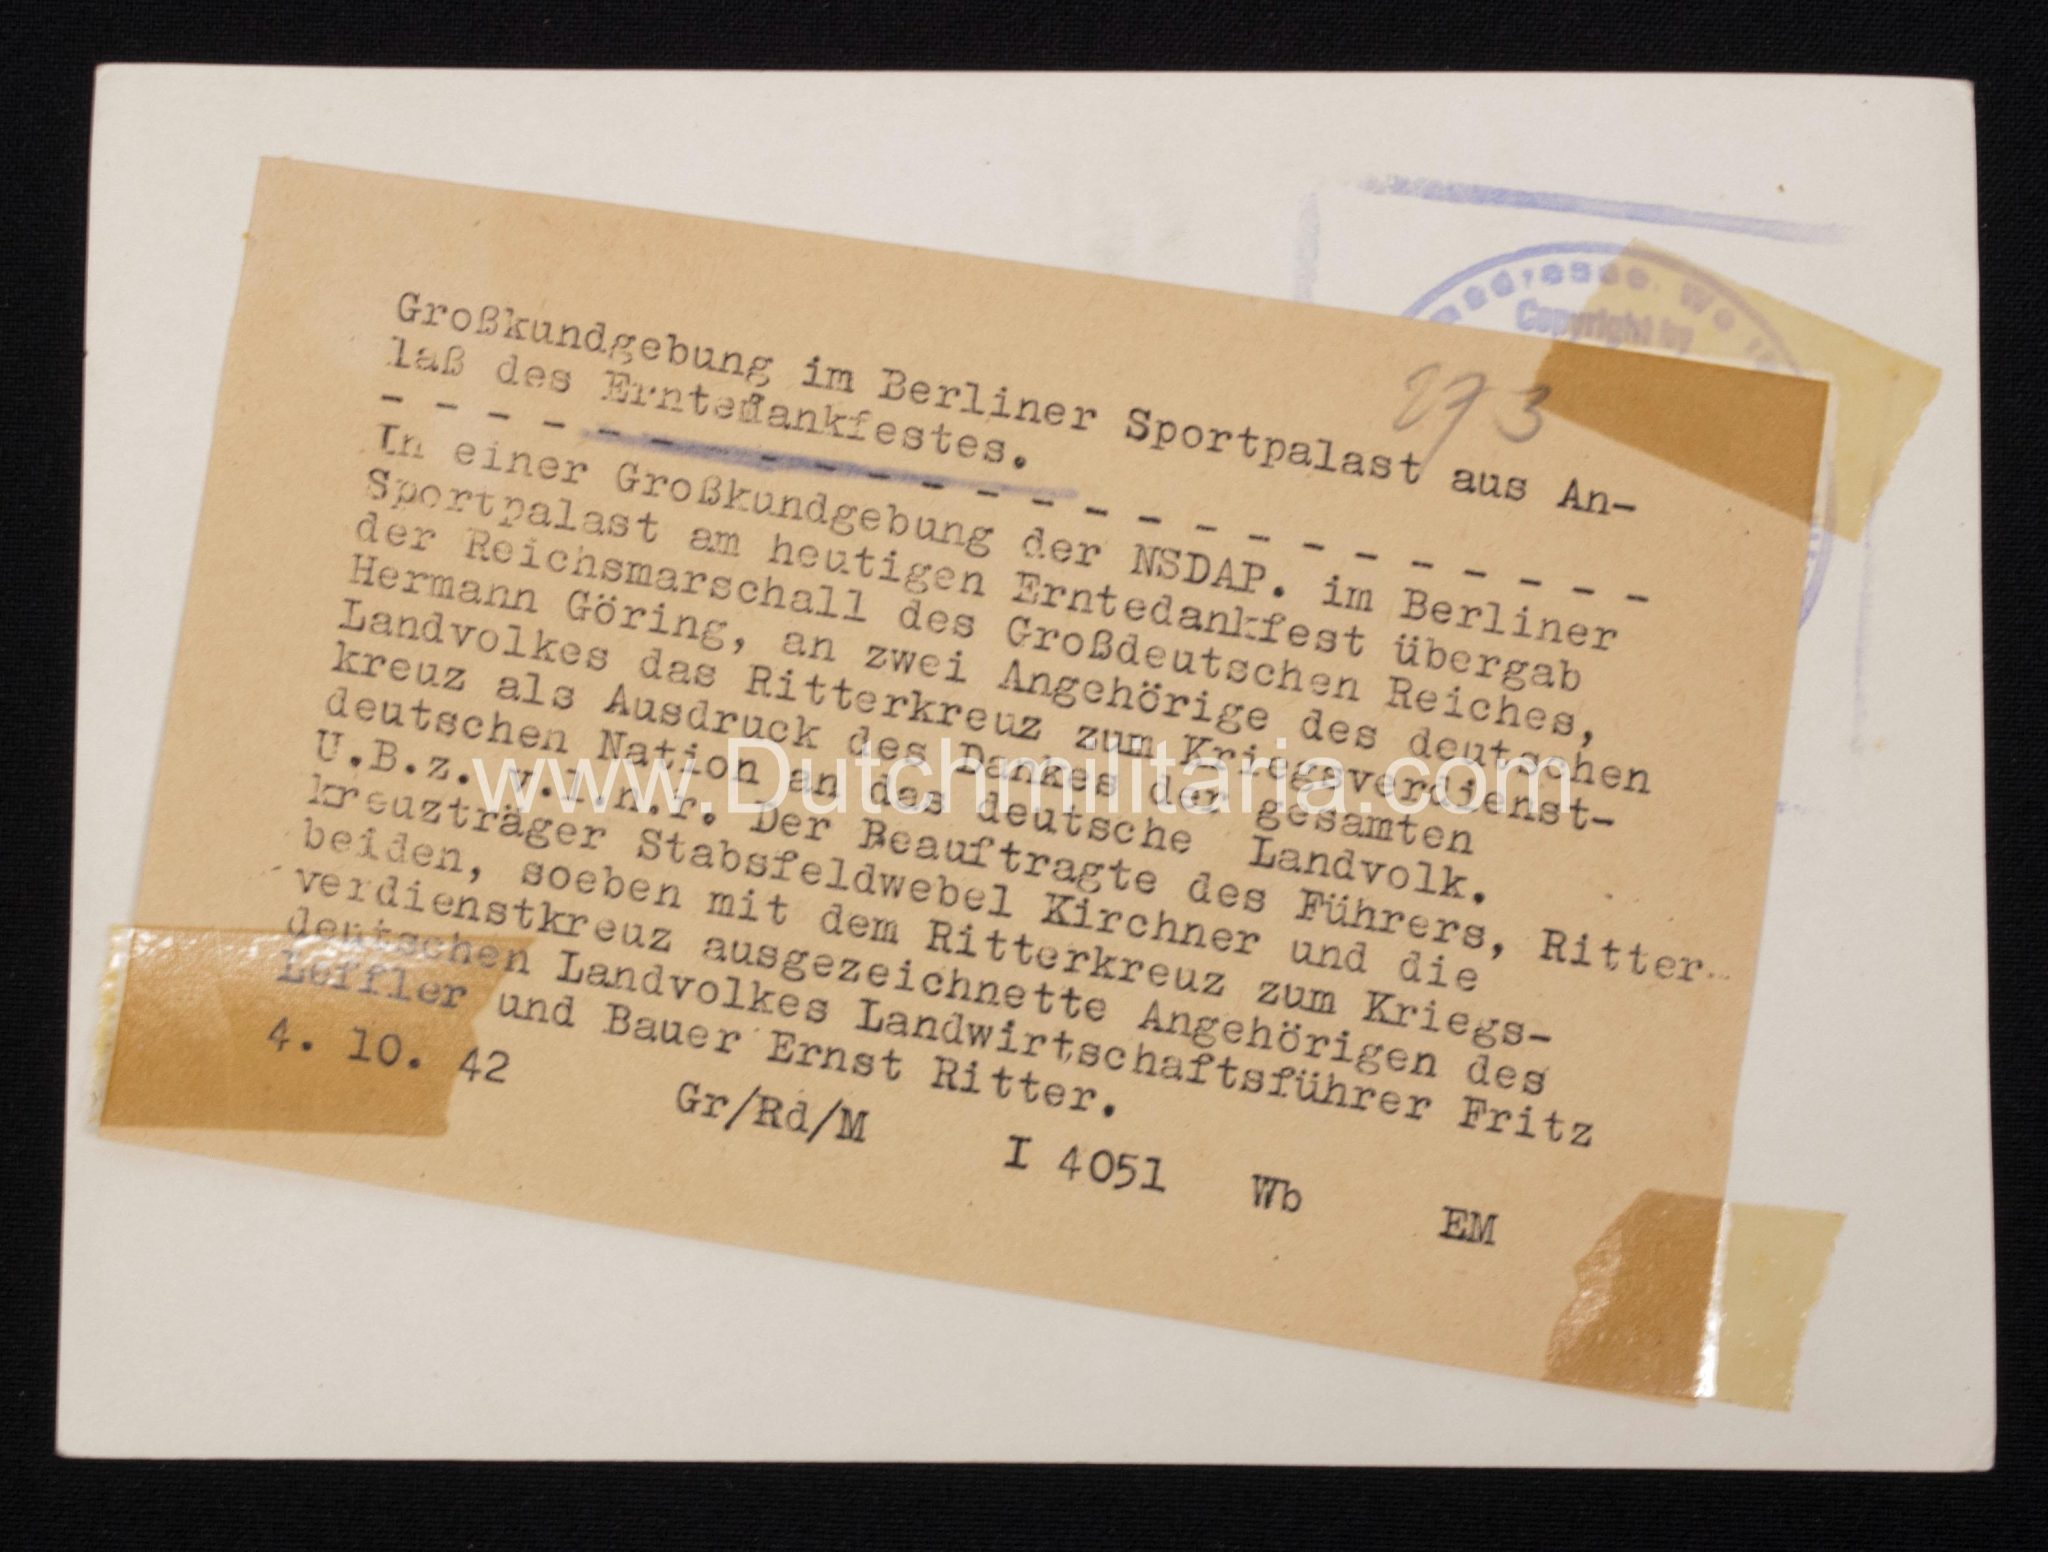 Großkundgebung im Berliner Sportpalast aus An-
laß des Erntedankfestes.
- - - - - - - - - - - - - - - - - - - - - - - -
In einer Großkundgebung der NSDAP. im Berliner
Sportpalast am heutigen Erntedankfest übergab
der Reichsmarschall des Großdeutschen Reiches,
Hermann Göring, an zwei Angehörige des deutschen
Landvolkes das Ritterkreuz zum Kriegsverdienst-
kreuz als Ausdruck des Dankes der gesamten
deutschen Nation an das deutsche Landvolk.
U.B.z. v.l.n.r. Der Beauftragte des Führers, Ritter-
kreuzträger Stabsfeldwebel Kirchner und die
beiden, soeben mit dem Ritterkreuz zum Kriegs-
verdienstkreuz ausgezeichnette Angehörigen des
deutschen Landvolkes Landwirtschaftsführer Fritz
Leffler und Bauer Ernst Ritter.
4. 10. 42 Gr/Rd/M I 4051 Wb EM
273
Copyright by
www.Dutchmilitaria.com